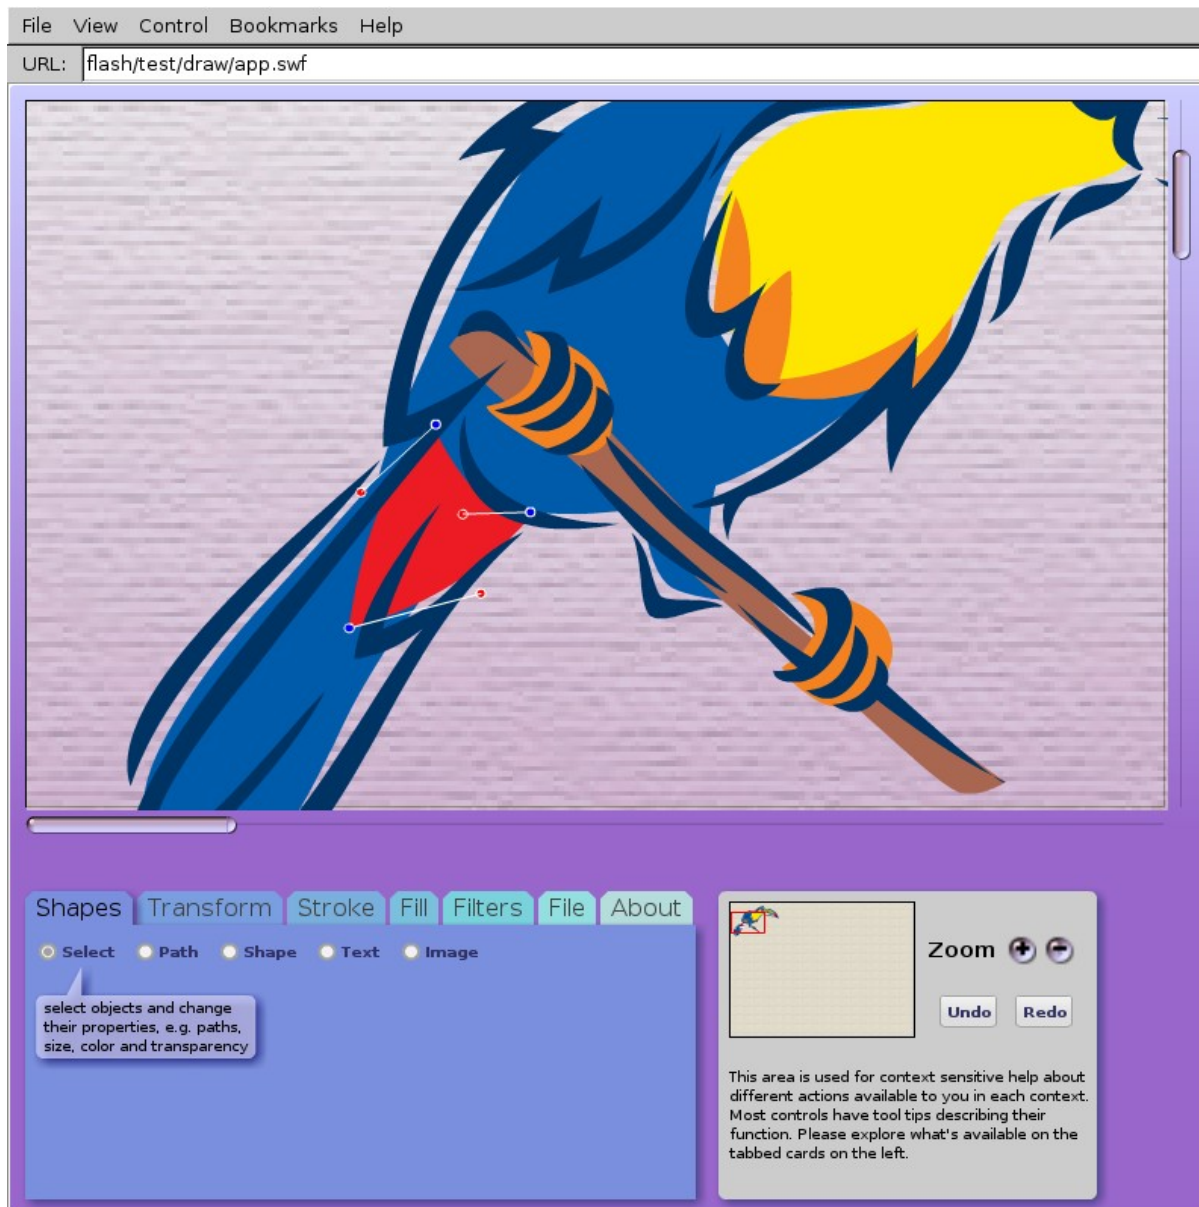 File View Control Bookmarks Help
URL: flash/test/draw/app.swf
Shapes Transform Stroke Fill Filters File About
Select Path Shape Text Image
select objects and change
their properties, e.g. paths,
size, color and transparency
Zoom
Undo Redo
This area is used for context sensitive help about
different actions available to you in each context.
Most controls have tool tips describing their
function. Please explore what's available on the
tabbed cards on the left.